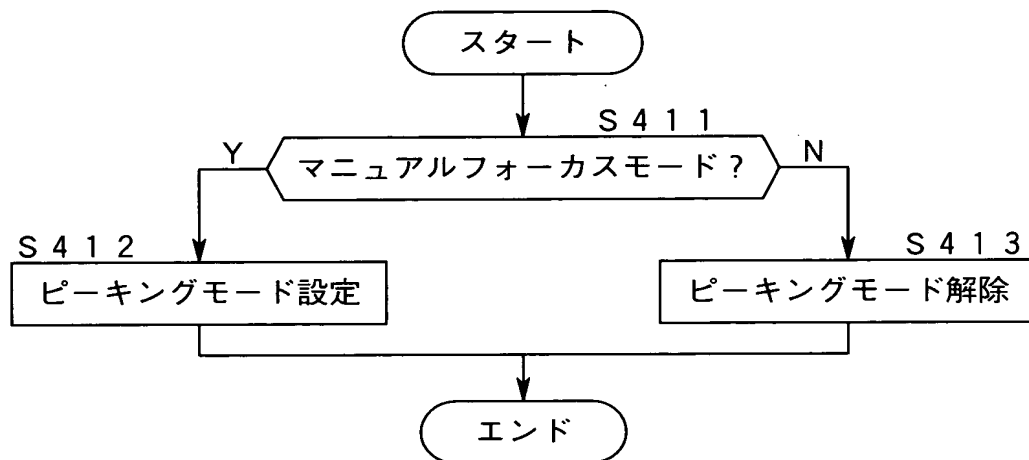 スタート
S411
Y
マニュアルフォーカスモード?
N
S412
S413
ピーキングモード設定
ピーキングモード解除
エンド